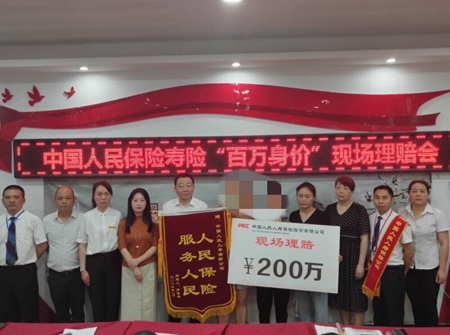 中国人民保险寿险“百万身价”现场理赔会
人民保险
服务人民
PICC 中国人民人寿保险股份有限公司
现场理赔
¥200万